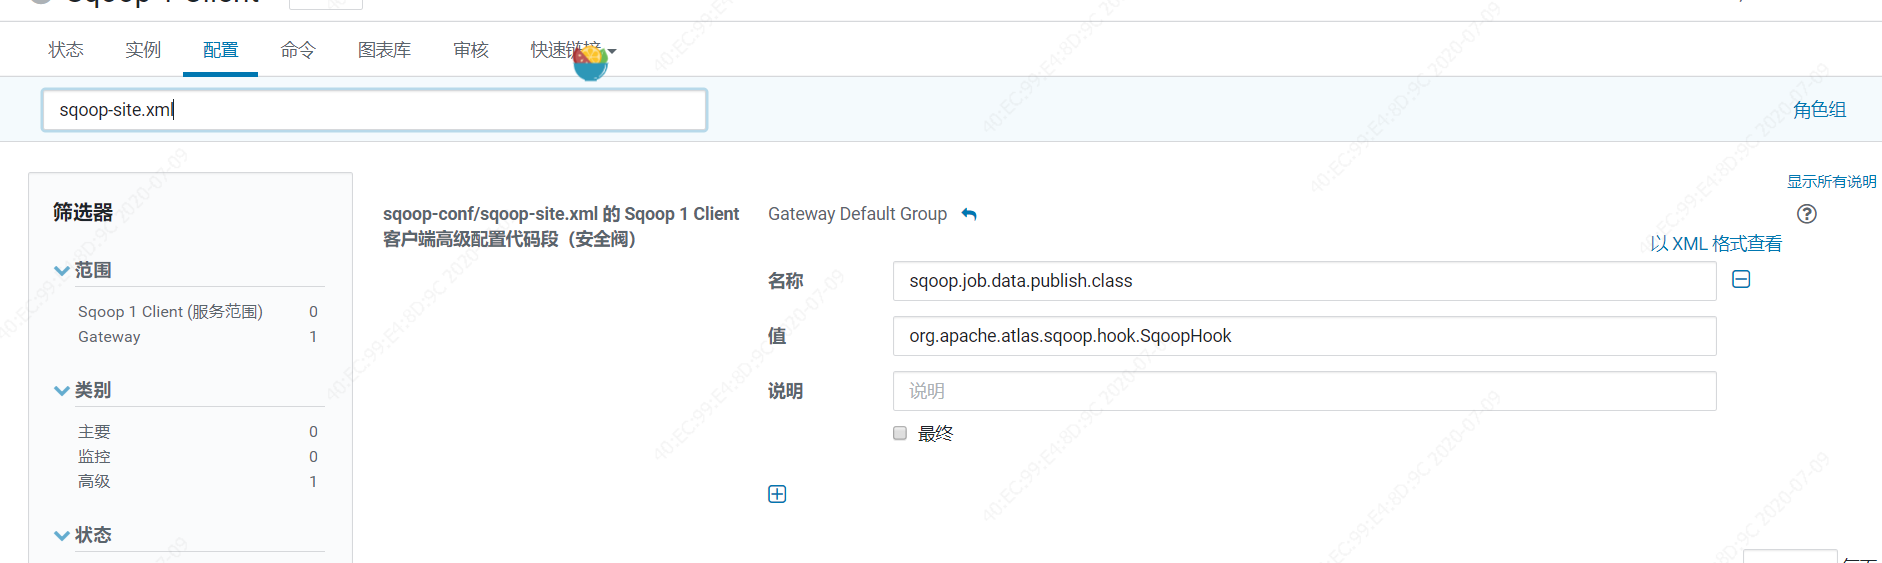 Sqoop 1 Client
状态 实例 配置 命令 图表库 审核 快速链接
sqoop-site.xml
角色组
显示所有说明
筛选器
范围
Sqoop 1 Client (服务范围) 0
Gateway 1
类别
主要 0
监控 0
高级 1
状态
sqoop-conf/sqoop-site.xml 的 Sqoop 1 Client
客户端高级配置代码段（安全阀）
Gateway Default Group
以 XML 格式查看
名称 sqoop.job.data.publish.class
值 org.apache.atlas.sqoop.hook.SqoopHook
说明 说明
最终
40:EC:99:E4:8D:9C 2020-07-09